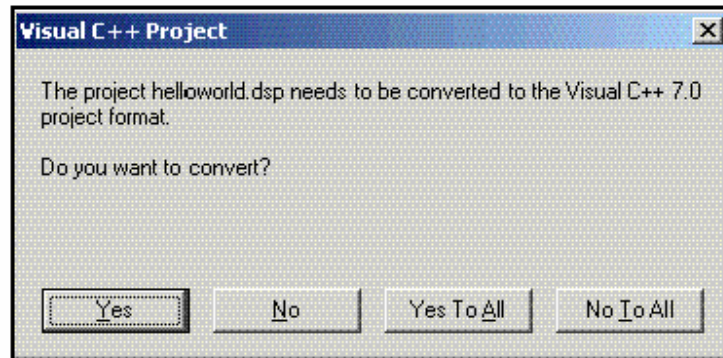 Visual C++ Project
The project helloworld.dsp needs to be converted to the Visual C++ 7.0
project format.
Do you want to convert?
Yes
No
Yes To All
No To All